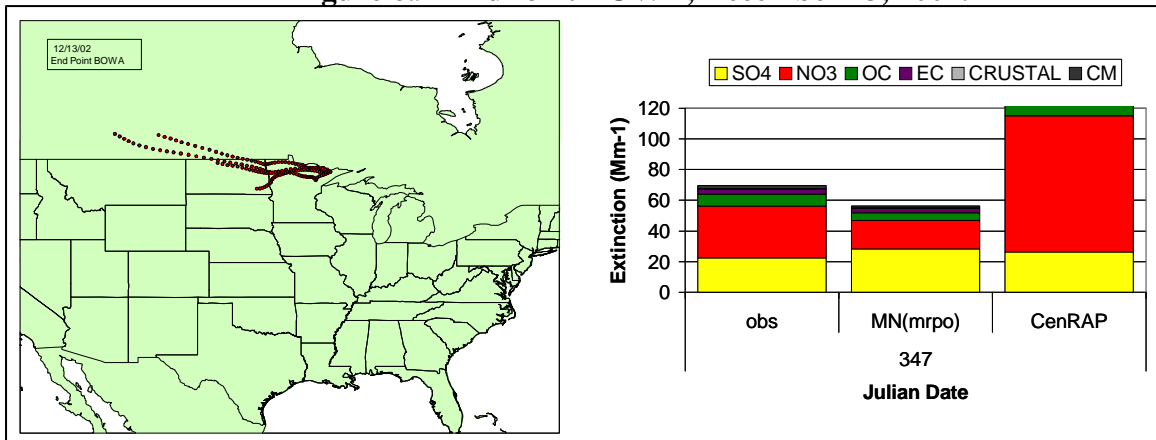 12/13/02
End Point BOWA
SO4 NO3 OC EC CRUSTAL CM
120
100
80
60
40
20
0
Extinction (Mm-1)
obs MN(mrpo) CenRAP
347
Julian Date